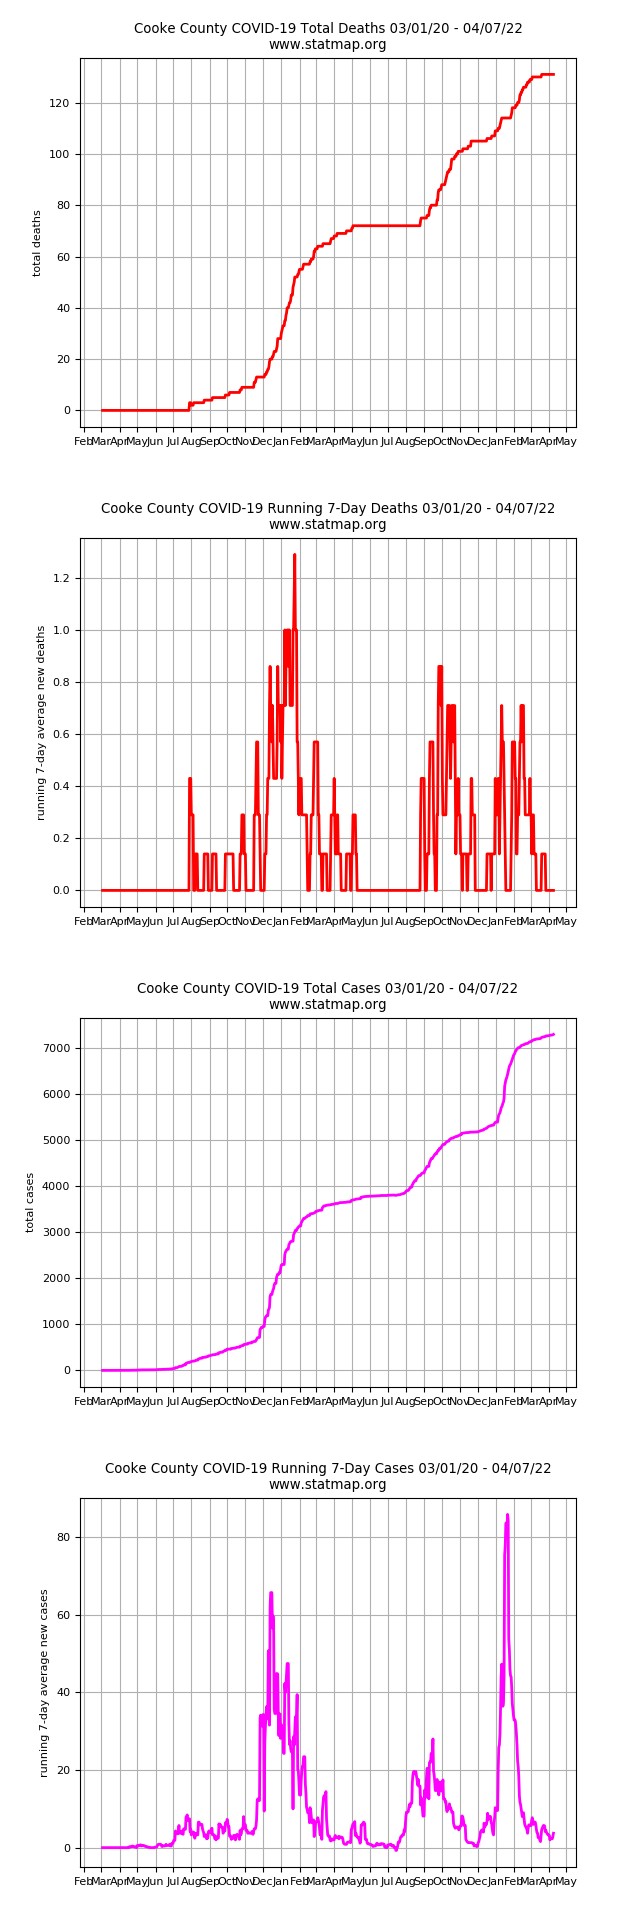 Cooke County COVID-19 Total Deaths 03/01/20 - 04/07/22
www.statmap.org
120
100
80
60
40
20
0
total deaths
Feb Mar Apr May Jun Jul Aug Sep Oct Nov Dec Jan Feb Mar Apr May Jun Jul Aug Sep Oct Nov Dec Jan Feb Mar Apr May
Cooke County COVID-19 Running 7-Day Deaths 03/01/20 - 04/07/22
www.statmap.org
1.2
1.0
0.8
0.6
0.4
0.2
0.0
running 7-day average new deaths
Feb Mar Apr May Jun Jul Aug Sep Oct Nov Dec Jan Feb Mar Apr May Jun Jul Aug Sep Oct Nov Dec Jan Feb Mar Apr May
Cooke County COVID-19 Total Cases 03/01/20 - 04/07/22
www.statmap.org
7000
6000
5000
4000
3000
2000
1000
0
total cases
Feb Mar Apr May Jun Jul Aug Sep Oct Nov Dec Jan Feb Mar Apr May Jun Jul Aug Sep Oct Nov Dec Jan Feb Mar Apr May
Cooke County COVID-19 Running 7-Day Cases 03/01/20 - 04/07/22
www.statmap.org
80
60
40
20
0
running 7-day average new cases
Feb Mar Apr May Jun Jul Aug Sep Oct Nov Dec Jan Feb Mar Apr May Jun Jul Aug Sep Oct Nov Dec Jan Feb Mar Apr May